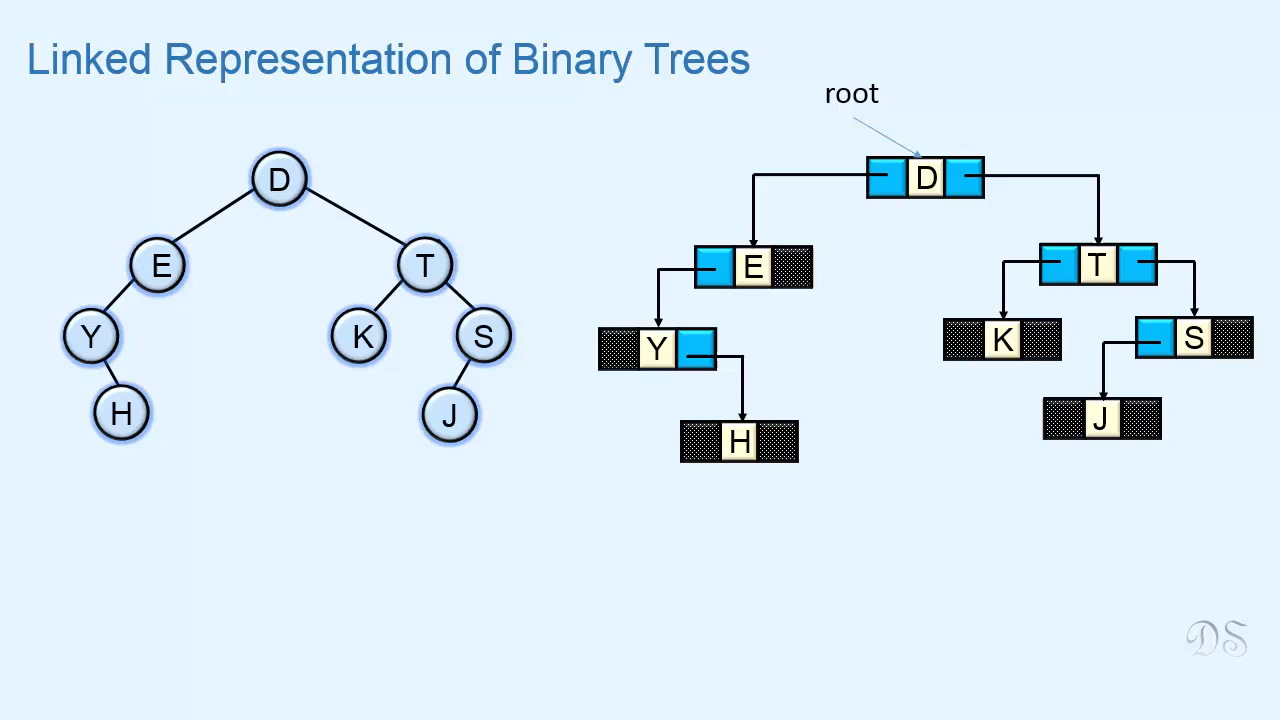 Linked Representation of Binary Trees
root
D
E
T
Y
K
S
H
J
D
E
T
Y
K
S
H
J
DS